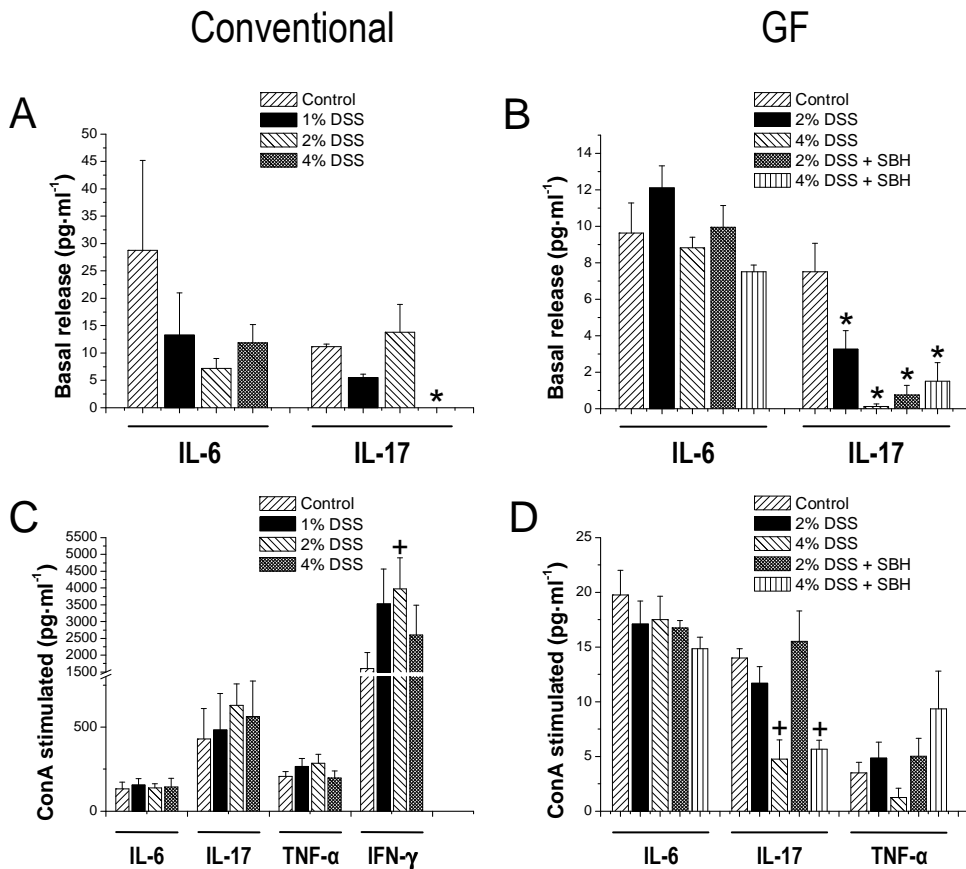 Conventional
GF
A
Control
1% DSS
2% DSS
4% DSS
50
45
40
35
30
25
20
15
10
5
0
Basal release (pg·ml⁻¹)
*
IL-6
IL-17
B
Control
2% DSS
4% DSS
2% DSS + SBH
4% DSS + SBH
14
12
10
8
6
4
2
0
Basal release (pg·ml⁻¹)
*
*
*
*
IL-6
IL-17
C
Control
1% DSS
2% DSS
4% DSS
5500
5000
4500
4000
3500
3000
2500
2000
1500
500
0
ConA stimulated (pg·ml⁻¹)
+
IL-6
IL-17
TNF-α
IFN-γ
D
Control
2% DSS
4% DSS
2% DSS + SBH
4% DSS + SBH
25
20
15
10
5
0
ConA stimulated (pg·ml⁻¹)
+
+
IL-6
IL-17
TNF-α